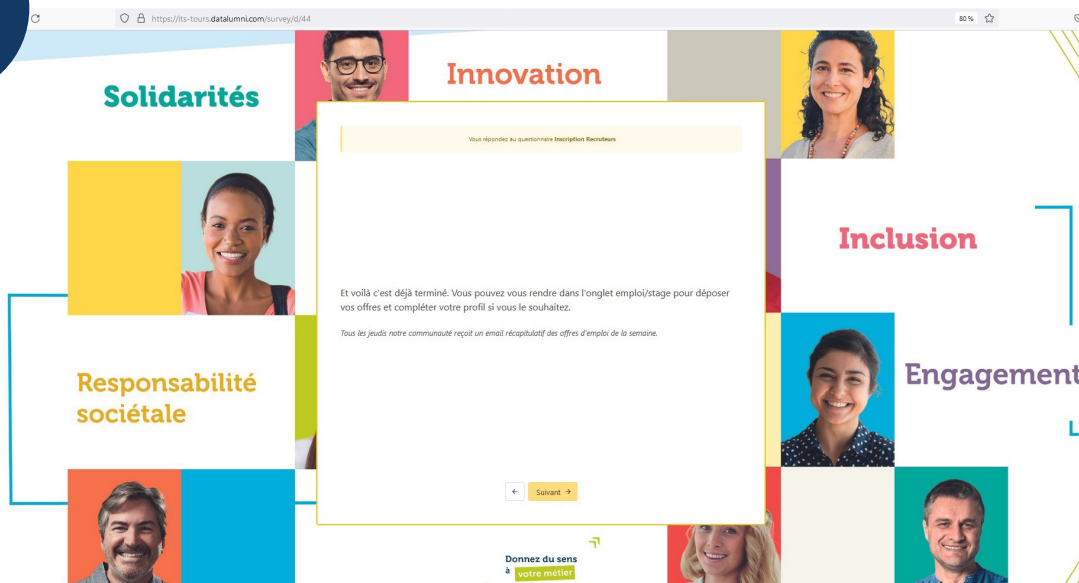 https://its-tours.datalumni.com/survey/d/44
80 %
Solidarités
Innovation
Vous répondez au questionnaire Inscription Recruteurs
Inclusion
Et voilà c'est déjà terminé. Vous pouvez vous rendre dans l'onglet emploi/stage pour déposer
vos offres et compléter votre profil si vous le souhaitez.
Tous les jeudis notre communauté reçoit un email récapitulatif des offres d'emploi de la semaine.
Responsabilité
sociétale
Engagement
← Suivant →
Donnez du sens
à votre métier